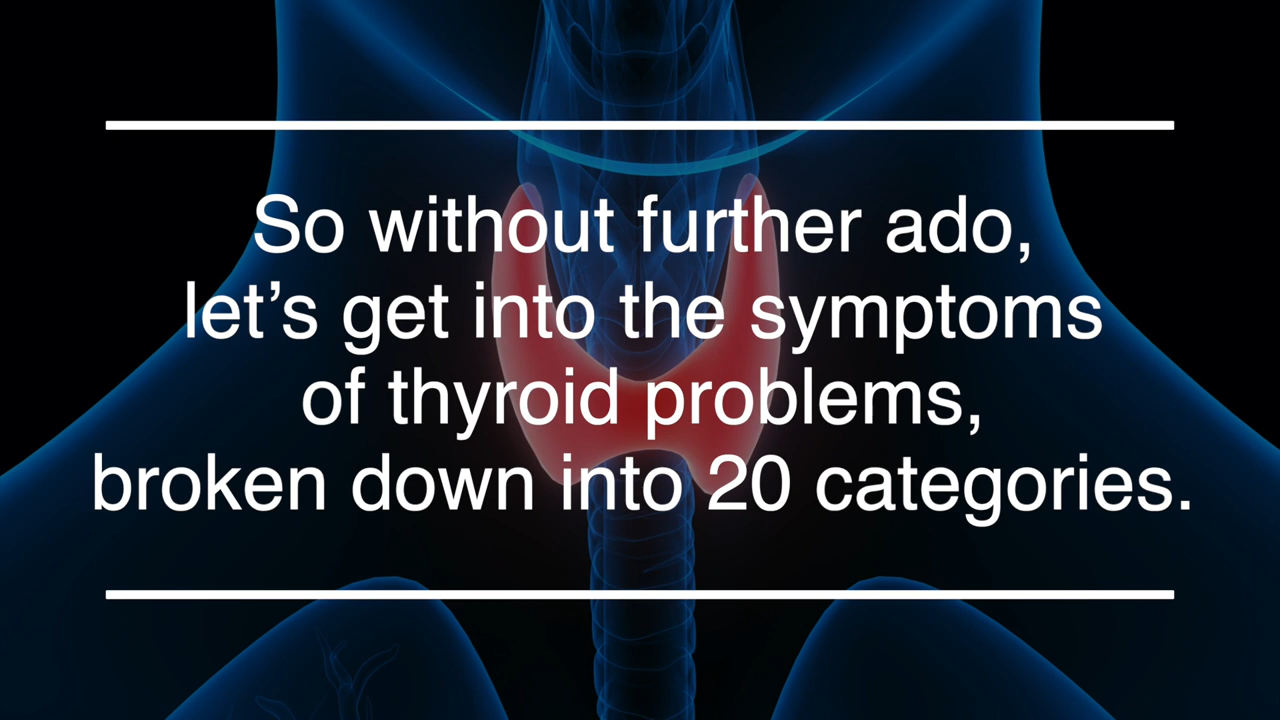 So without further ado,
let’s get into the symptoms
of thyroid problems,
broken down into 20 categories.